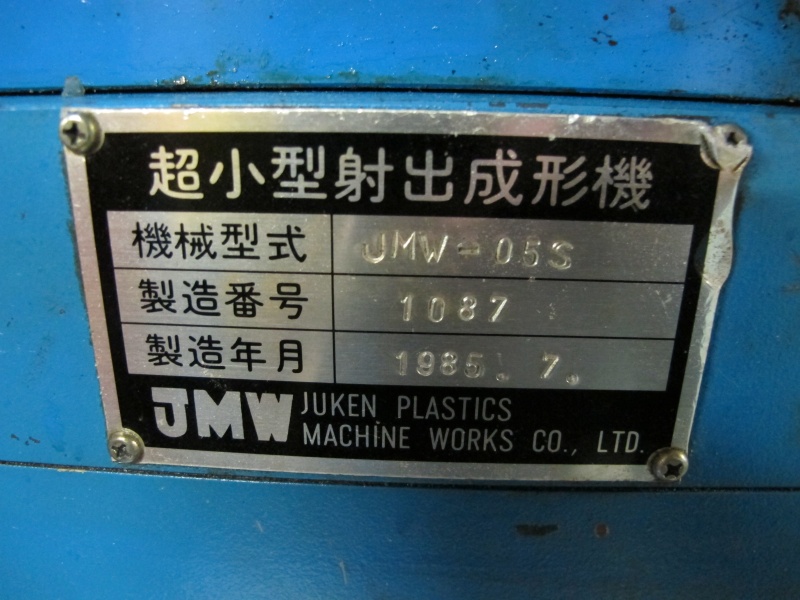 超小型射出成形機
機械型式 JMW-05S
製造番号 1087
製造年月 1985. 7.
JMW JUKEN PLASTICS
MACHINE WORKS CO., LTD.